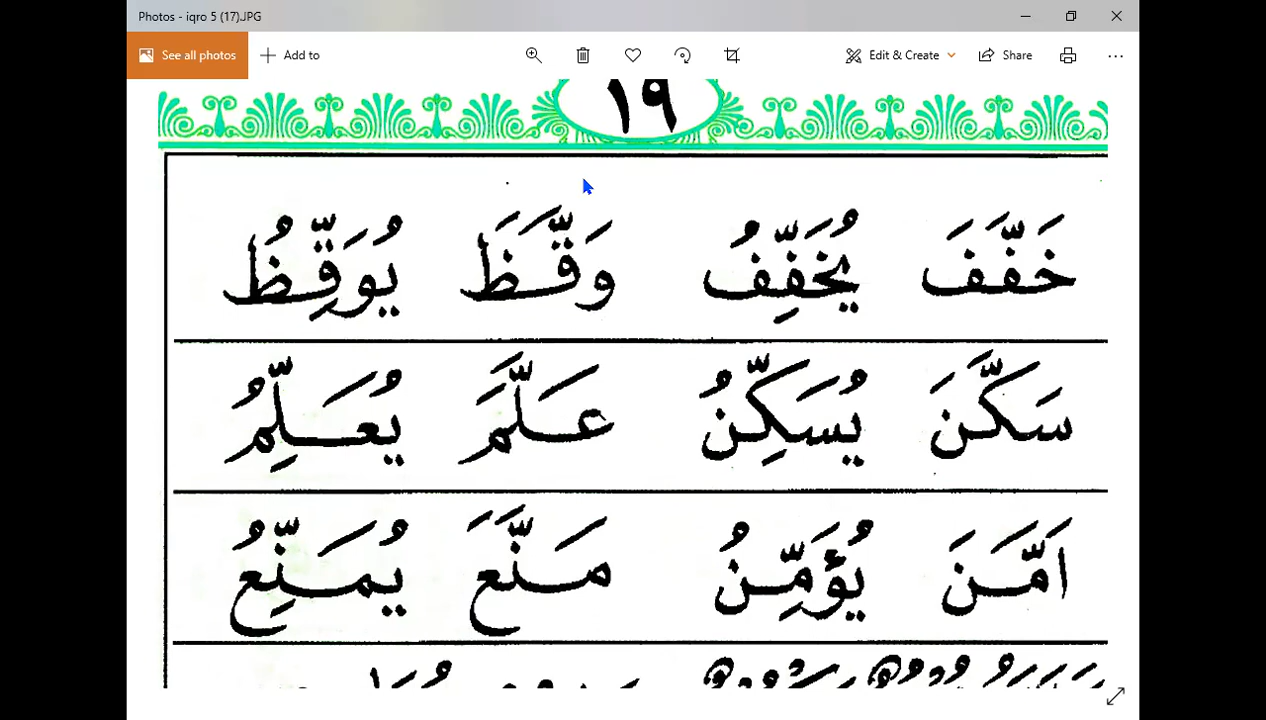 Photos - iqro 5 (17).JPG
See all photos Add to Edit & Create Share
١٩
خَفَّفَ يُخَفِّفُ وَقَّظَ يُوَقِّظُ
سَكَّنَ يُسَكِّنُ عَلَّمَ يُعَلِّمُ
اَمَّنَ يُؤَمِّنُ مَنَّعَ يُمَنِّعُ